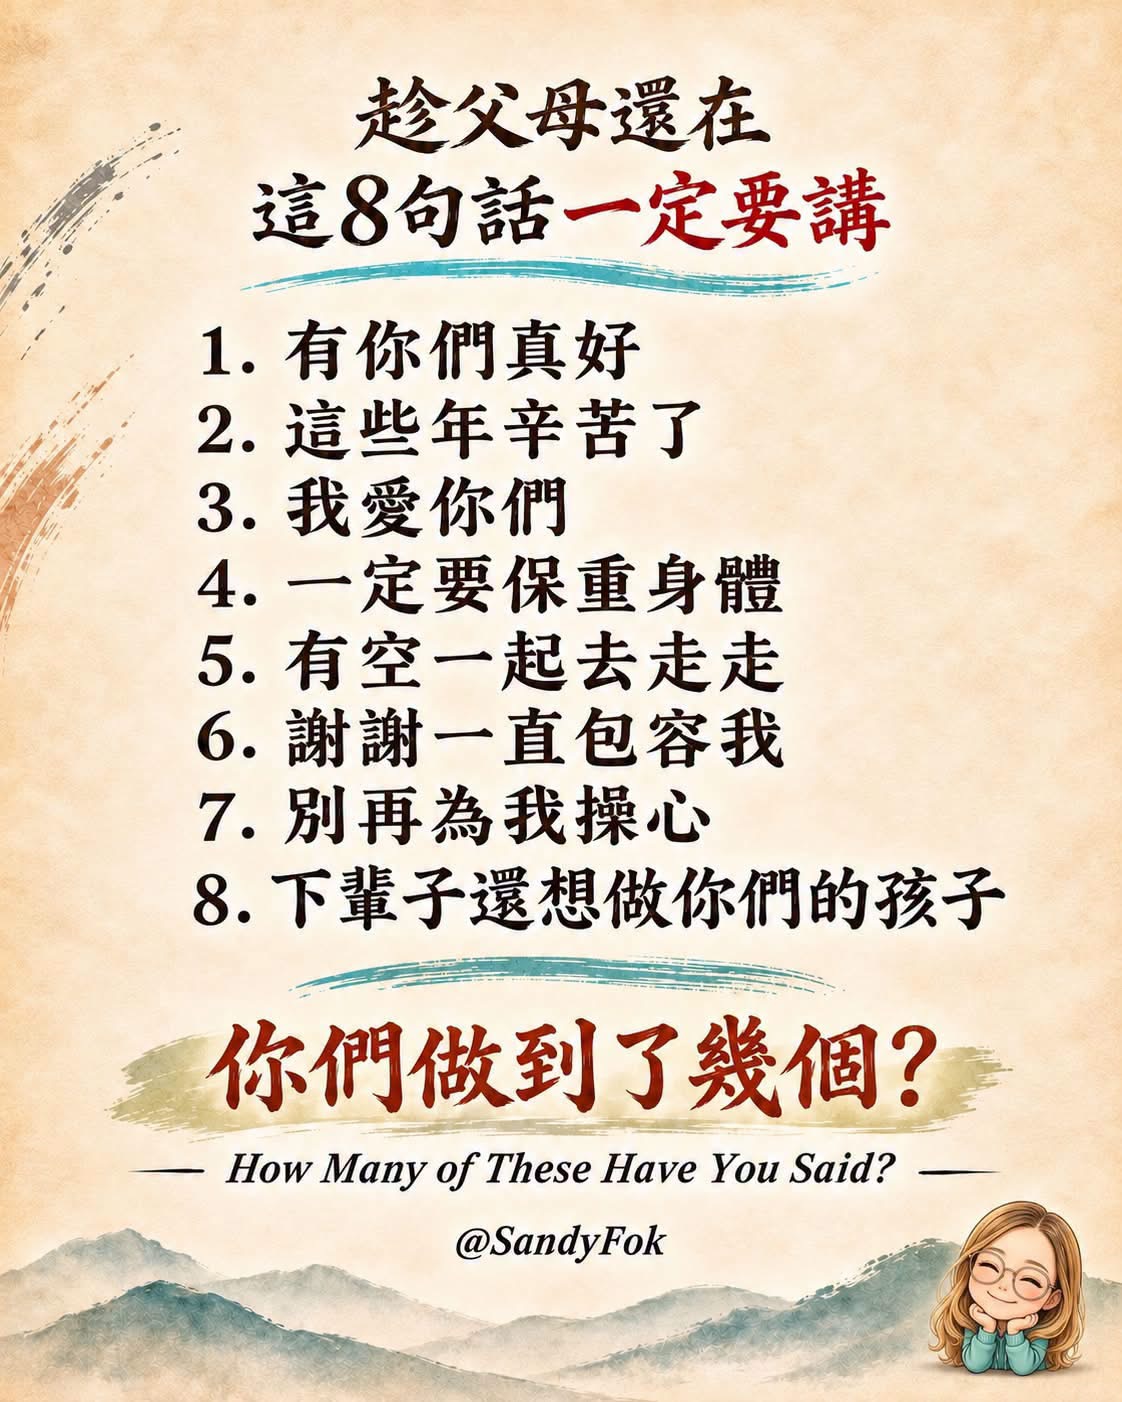 趁父母還在
這8句話一定要講
1. 有你們真好
2. 這些年辛苦了
3. 我愛你們
4. 一定要保重身體
5. 有空一起去走走
6. 謝謝一直包容我
7. 別再為我操心
8. 下輩子還想做你們的孩子
你們做到了幾個?
How Many of These Have You Said?
@SandyFok